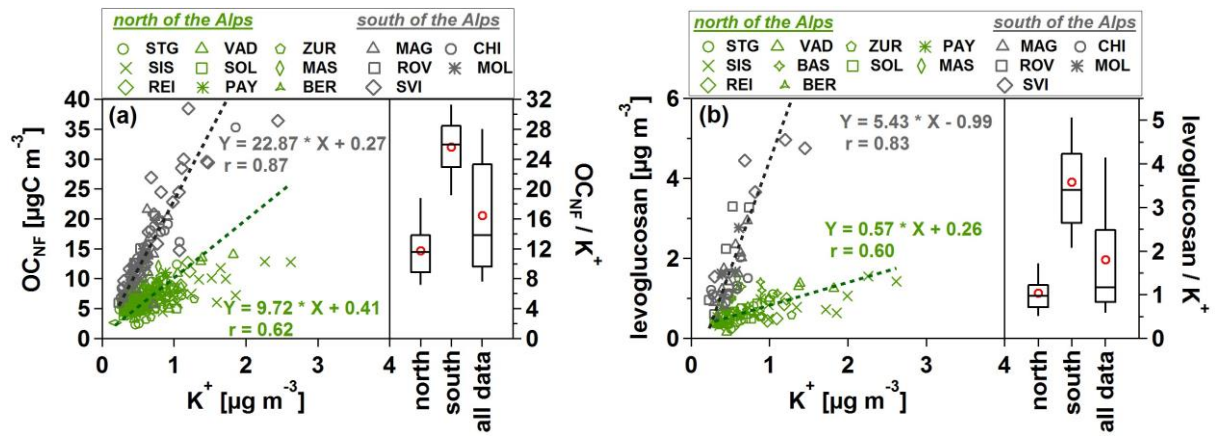 north of the Alps
south of the Alps
STG VAD ZUR MAG CHI
SIS SOL MAS ROV MOL
REI PAY BER SVI
(a)
OC_NF [µgC m^-3]
40
35
30
25
20
15
10
5
0
Y = 22.87 * X + 0.27
r = 0.87
Y = 9.72 * X + 0.41
r = 0.62
0 1 2 3 4
K^+ [µg m^-3]
north
south
all data
32
28
24
20
16
12
8
4
0
OC_NF / K^+
north of the Alps
south of the Alps
STG VAD ZUR PAY MAG CHI
SIS BAS SOL MAS ROV MOL
REI BER SVI
(b)
levoglucosan [µg m^-3]
6
4
2
0
Y = 5.43 * X - 0.99
r = 0.83
Y = 0.57 * X + 0.26
r = 0.60
0 1 2 3 4
K^+ [µg m^-3]
north
south
all data
5
4
3
2
1
0
levoglucosan / K^+